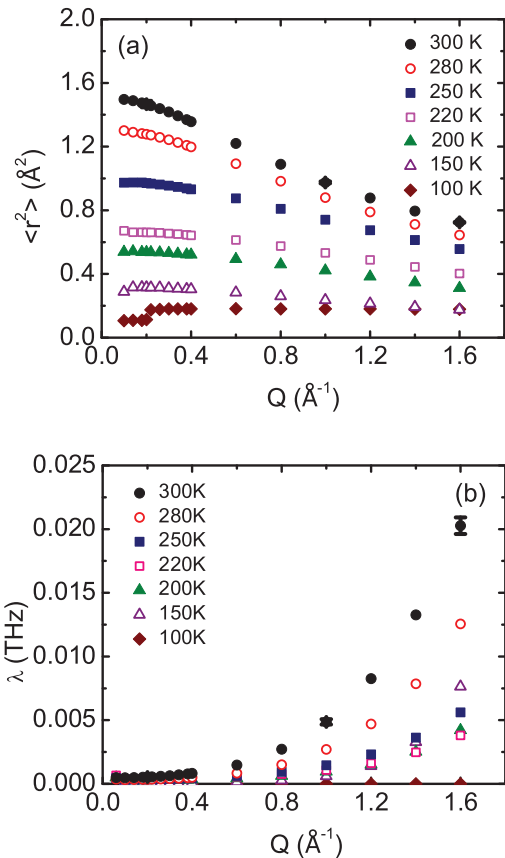 (a)
300 K
280 K
250 K
220 K
200 K
150 K
100 K
<r²> (Å²)
2.0
1.6
1.2
0.8
0.4
0.0
0.0 0.4 0.8 1.2 1.6
Q (Å⁻¹)
(b)
300K
280K
250K
220K
200K
150K
100K
λ (THz)
0.025
0.020
0.015
0.010
0.005
0.000
0.0 0.4 0.8 1.2 1.6
Q (Å⁻¹)